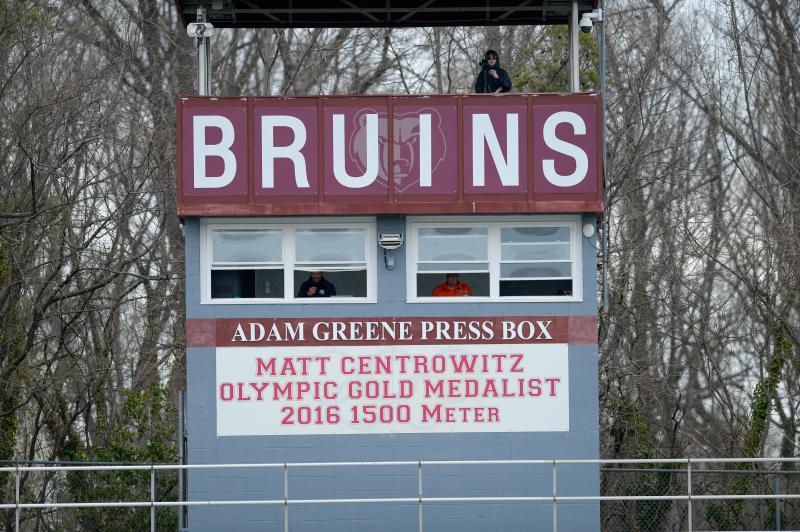 BRUINS
ADAM GREENE PRESS BOX
MATT CENTROWITZ
OLYMPIC GOLD MEDALIST
2016 1500 METER